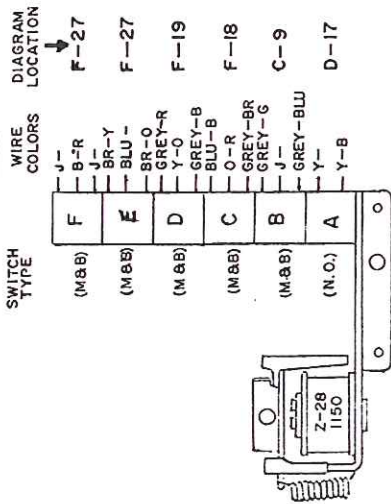 SWITCH TYPE
WIRE COLORS
DIAGRAM LOCATION
J-
(M&B) F B-R F-27
J-
BR-Y
(M&B) E BLU- F-27
BR-O
GREY-R
(M&B) D Y-O F-19
GREY-B
BLU-B
(M&B) C O-R F-18
GREY-BR
GREY-G
(M&B) B J- C-9
GREY-BLU
Y-
(N.O.) A D-17
Y-B
Z-28
1150